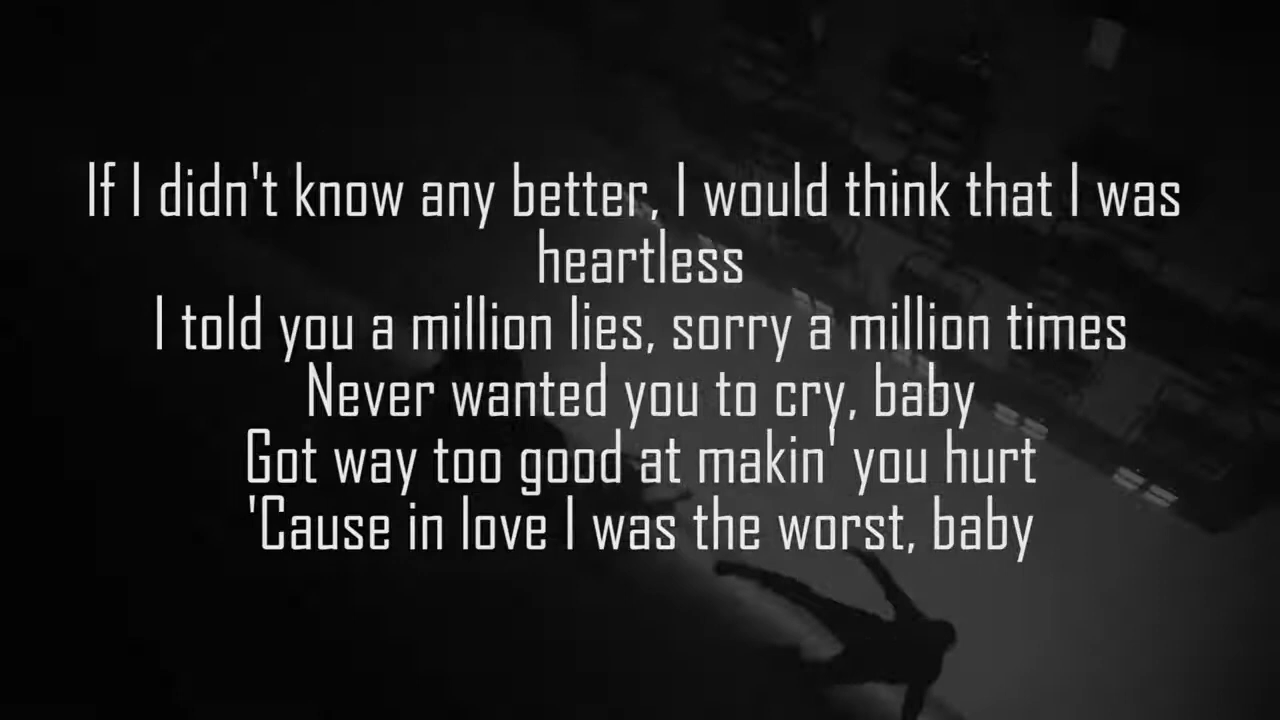 If I didn't know any better, I would think that I was
heartless
I told you a million lies, sorry a million times
Never wanted you to cry, baby
Got way too good at makin' you hurt
'Cause in love I was the worst, baby